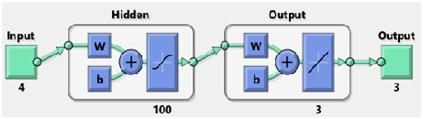 Hidden Output
Input Output
W W
+ +
b b
4 100 3 3